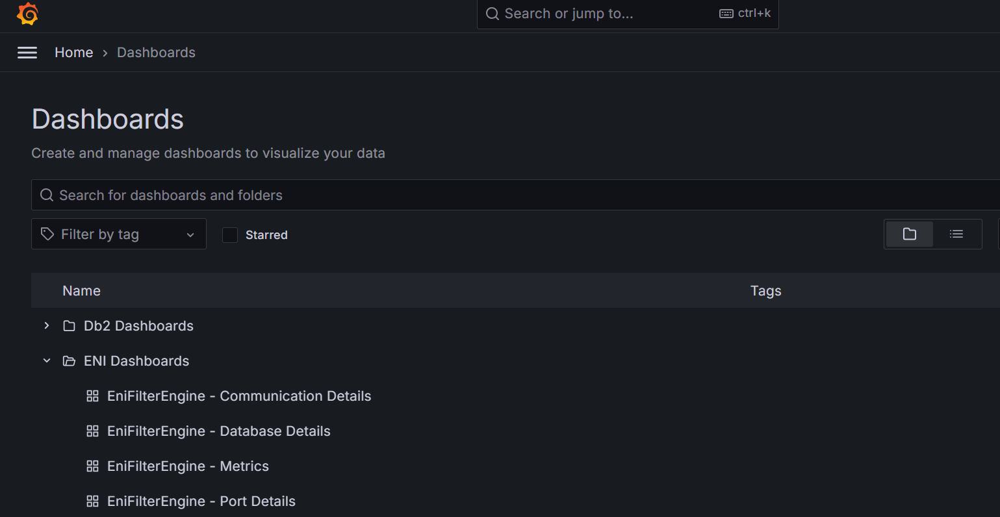 Search or jump to... ctrl+k
Home > Dashboards
Dashboards
Create and manage dashboards to visualize your data
Search for dashboards and folders
Filter by tag Starred
Name Tags
Db2 Dashboards
ENI Dashboards
EniFilterEngine - Communication Details
EniFilterEngine - Database Details
EniFilterEngine - Metrics
EniFilterEngine - Port Details